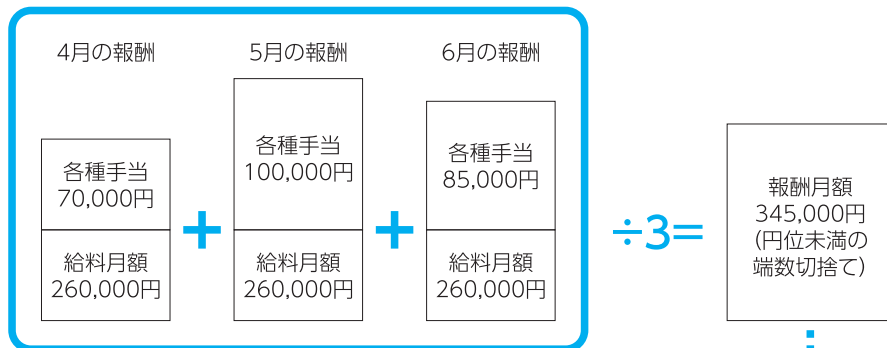 4月の報酬
5月の報酬
6月の報酬
各種手当
70,000円
給料月額
260,000円
+
各種手当
100,000円
給料月額
260,000円
+
各種手当
85,000円
給料月額
260,000円
÷3=
報酬月額
345,000円
(円位未満の
端数切捨て)